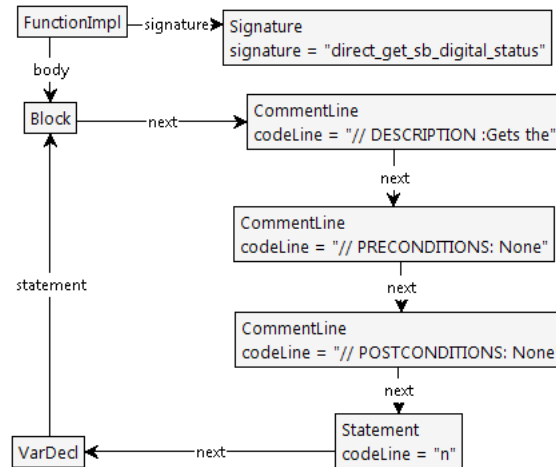 FunctionImpl
signature
Signature
signature = "direct_get_sb_digital_status"
body
Block
next
CommentLine
codeLine = "// DESCRIPTION :Gets the"
next
CommentLine
codeLine = "// PRECONDITIONS: None"
statement
next
CommentLine
codeLine = "// POSTCONDITIONS: None
next
Statement
codeLine = "n"
next
VarDecl